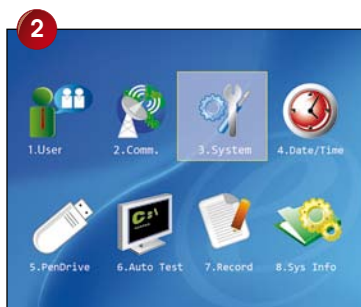 2
1.User 2.Comm. 3.System 4.Date/Time
C:\
5.PenDrive 6.Auto Test 7.Record 8.Sys Info